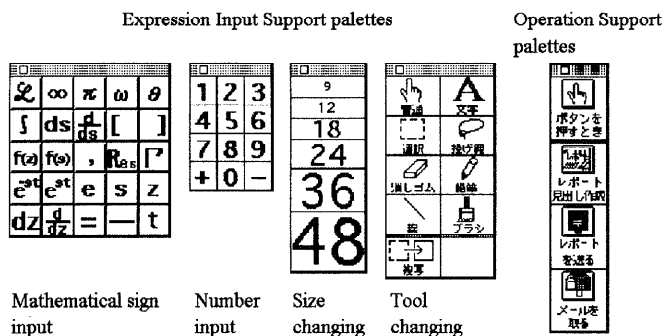 Expression Input Support palettes
Operation Support
palettes
ℒ ∞ π ω θ
∫ ds d/ds [ ]
f(z) f(s) , Res Γ
e^-st e^st e s z
dz d/dz = — t
1 2 3
4 5 6
7 8 9
+ 0 −
9
12
18
24
36
48
普通 文字
選択 投げ縄
消しゴム 鉛筆
線 ブラシ
複写
ボタンを
押すとき
レポート
見出し作成
レポート
を送る
メールを
取る
Mathematical sign
input
Number
input
Size
changing
Tool
changing